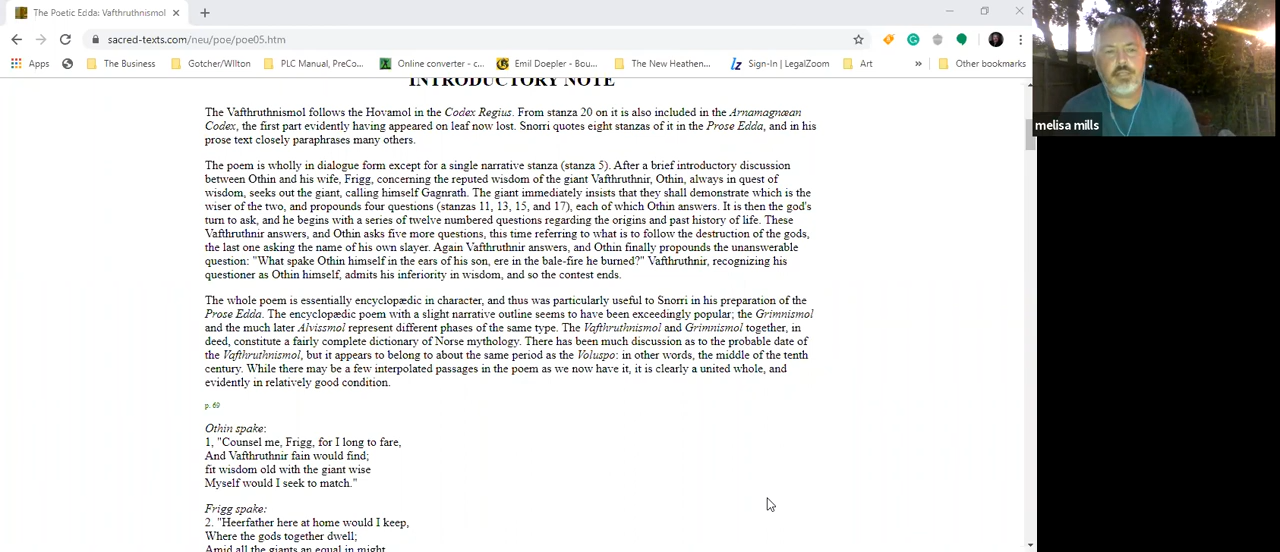 The Poetic Edda: Vafthruthnismol
sacred-texts.com/neu/poe/poe05.htm
Apps
The Business
Gotcher/WIlton
PLC Manual, PreCo...
Online converter - c...
Emil Doepler - Bou...
The New Heathen...
Sign-In | LegalZoom
Art
»
Other bookmarks
INTRODUCTORY NOTE
The Vafthruthnismol follows the Hovamol in the Codex Regius. From stanza 20 on it is also included in the Arnamagnæan
Codex, the first part evidently having appeared on leaf now lost. Snorri quotes eight stanzas of it in the Prose Edda, and in his
prose text closely paraphrases many others.
The poem is wholly in dialogue form except for a single narrative stanza (stanza 5). After a brief introductory discussion
between Othin and his wife, Frigg, concerning the reputed wisdom of the giant Vafthruthnir, Othin, always in quest of
wisdom, seeks out the giant, calling himself Gagnrath. The giant immediately insists that they shall demonstrate which is the
wiser of the two, and propounds four questions (stanzas 11, 13, 15, and 17), each of which Othin answers. It is then the god's
turn to ask, and he begins with a series of twelve numbered questions regarding the origins and past history of life. These
Vafthruthnir answers, and Othin asks five more questions, this time referring to what is to follow the destruction of the gods,
the last one asking the name of his own slayer. Again Vafthruthnir answers, and Othin finally propounds the unanswerable
question: "What spake Othin himself in the ears of his son, ere in the bale-fire he burned?" Vafthruthnir, recognizing his
questioner as Othin himself, admits his inferiority in wisdom, and so the contest ends.
The whole poem is essentially encyclopædic in character, and thus was particularly useful to Snorri in his preparation of the
Prose Edda. The encyclopædic poem with a slight narrative outline seems to have been exceedingly popular; the Grimnismol
and the much later Alvissmol represent different phases of the same type. The Vafthruthnismol and Grimnismol together, in
deed, constitute a fairly complete dictionary of Norse mythology. There has been much discussion as to the probable date of
the Vafthruthnismol, but it appears to belong to about the same period as the Voluspo: in other words, the middle of the tenth
century. While there may be a few interpolated passages in the poem as we now have it, it is clearly a united whole, and
evidently in relatively good condition.
p. 69
Othin spake:
1, "Counsel me, Frigg, for I long to fare,
And Vafthruthnir fain would find;
fit wisdom old with the giant wise
Myself would I seek to match."
Frigg spake:
2. "Heerfather here at home would I keep,
Where the gods together dwell;
Amid all the giants an equal in might
melisa mills